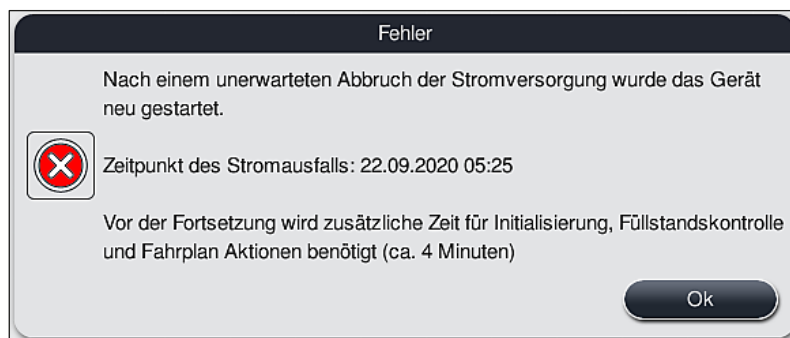 Fehler
Nach einem unerwarteten Abbruch der Stromversorgung wurde das Gerät
neu gestartet.
Zeitpunkt des Stromausfalls: 22.09.2020 05:25
Vor der Fortsetzung wird zusätzliche Zeit für Initialisierung, Füllstandskontrolle
und Fahrplan Aktionen benötigt (ca. 4 Minuten)
Ok